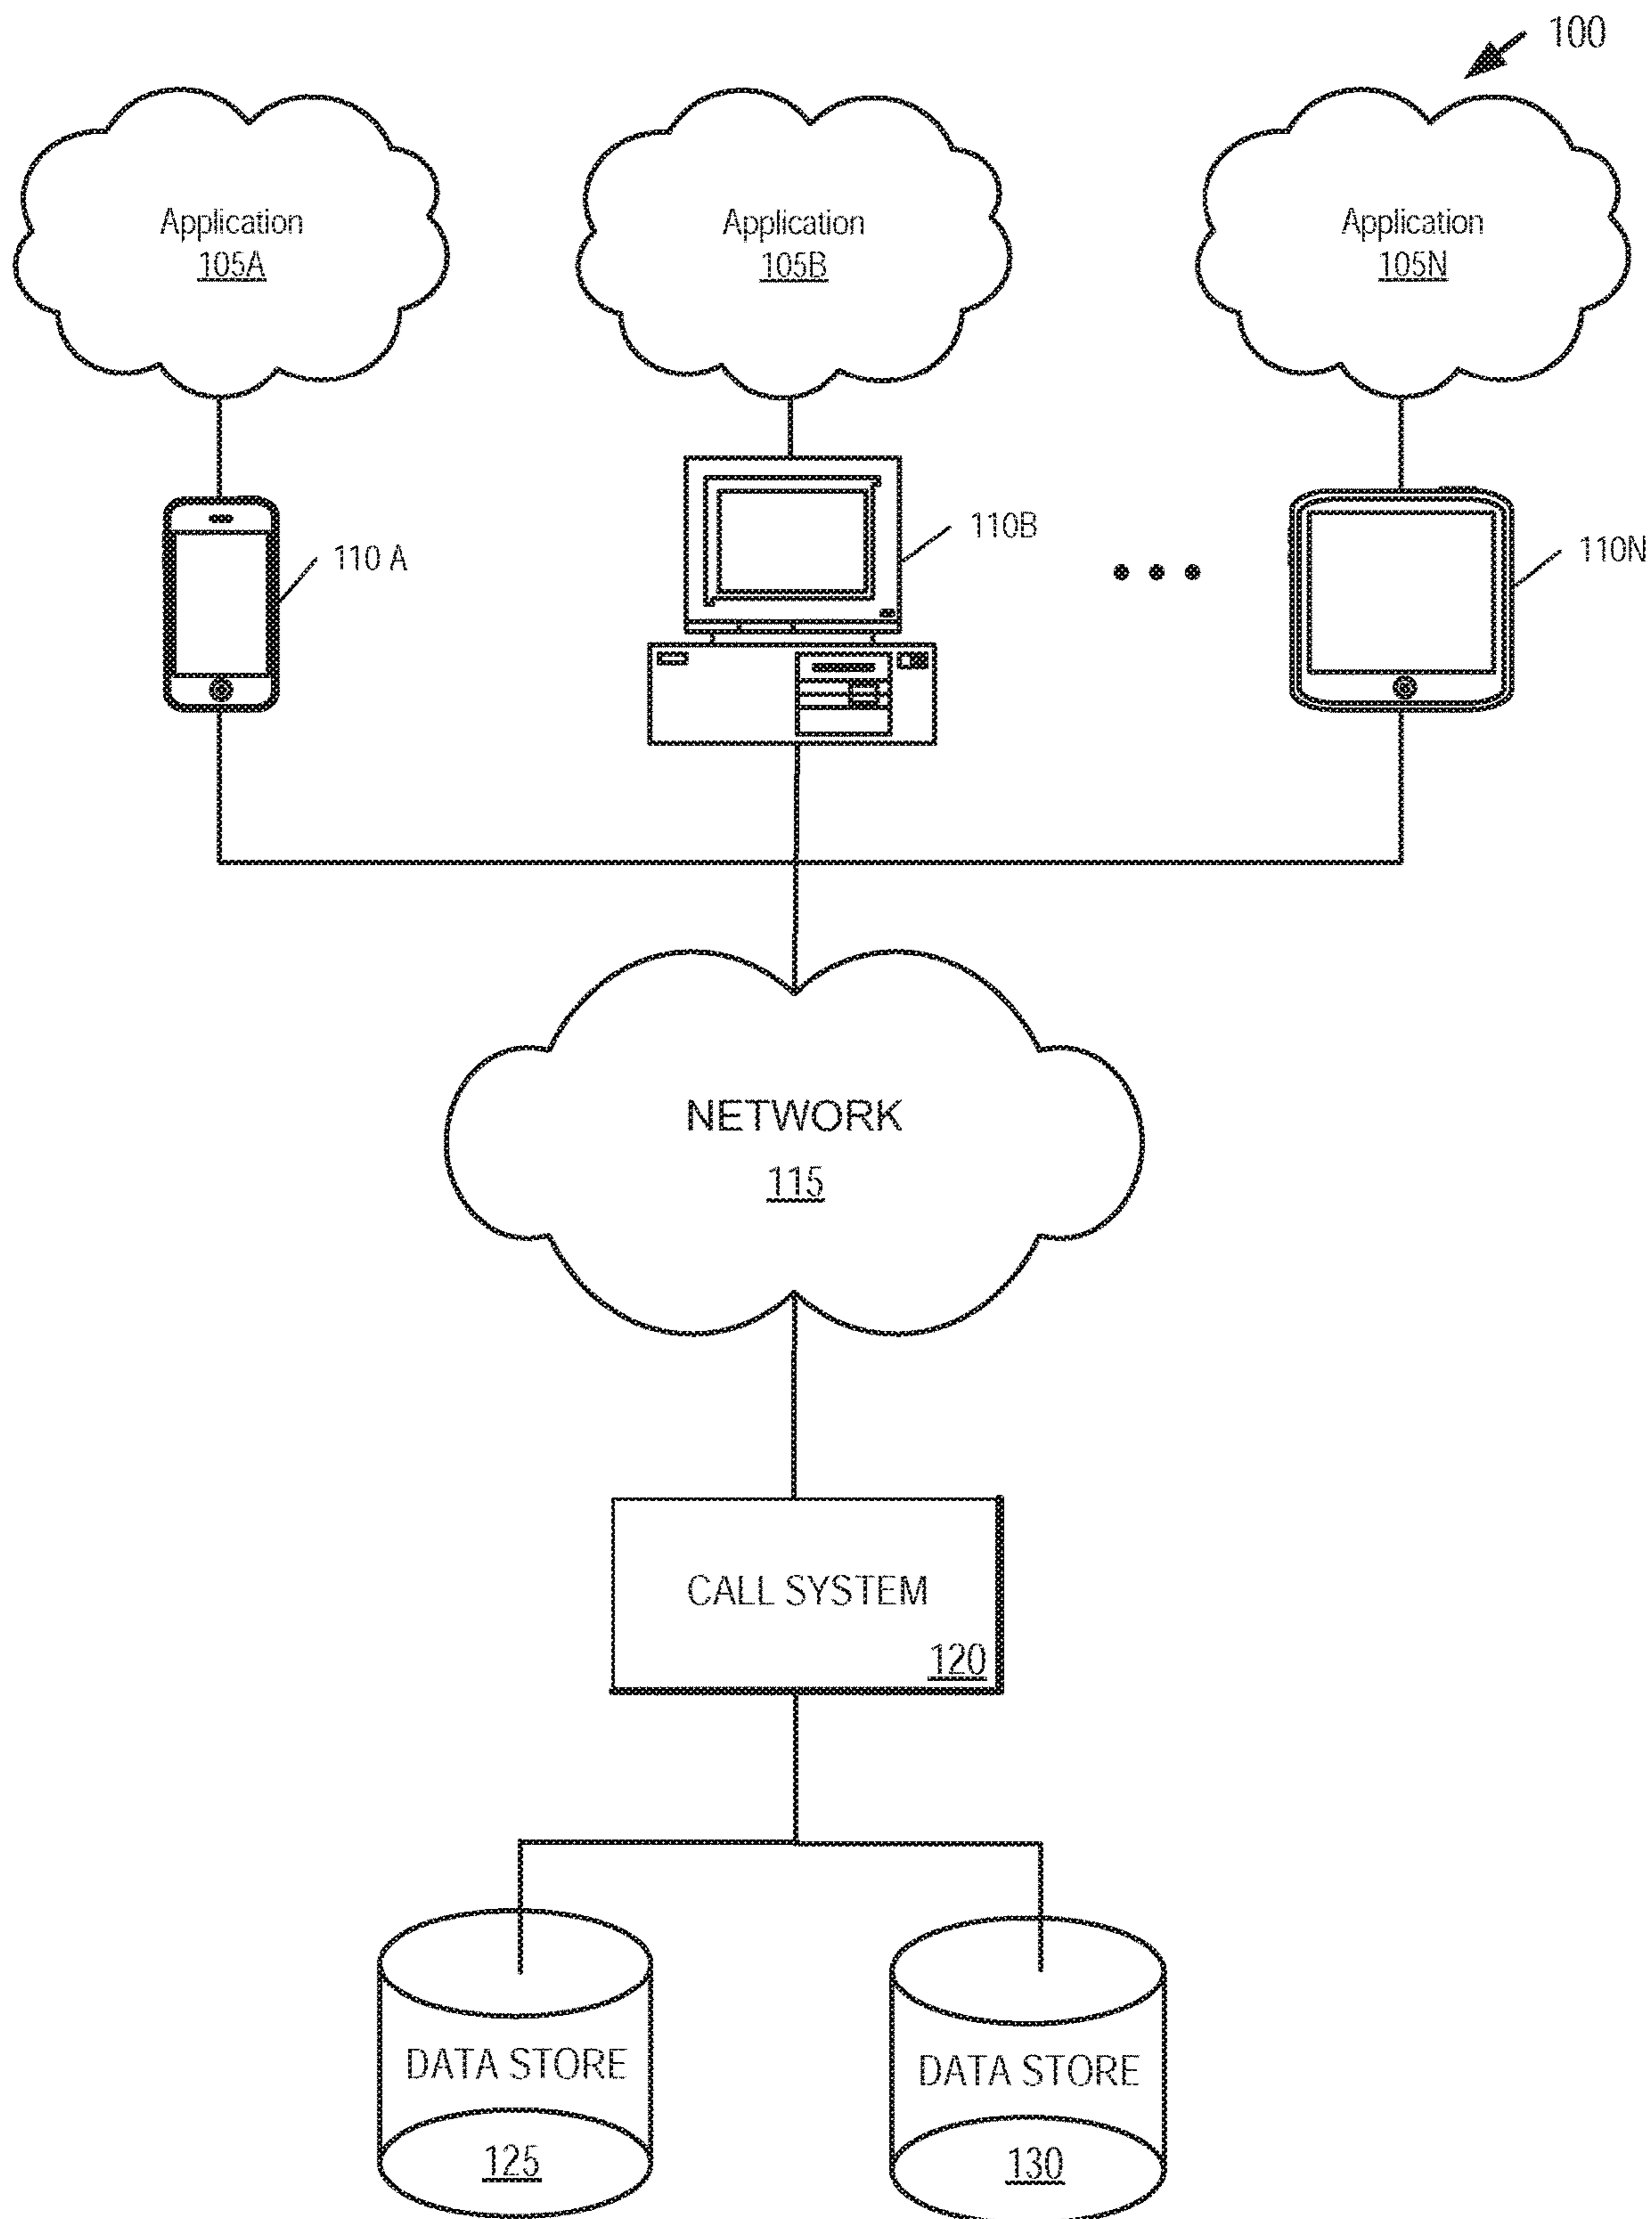 100
Application
105A
Application
105B
Application
105N
110 A
110B
110N
NETWORK
115
CALL SYSTEM
120
DATA STORE
125
DATA STORE
130